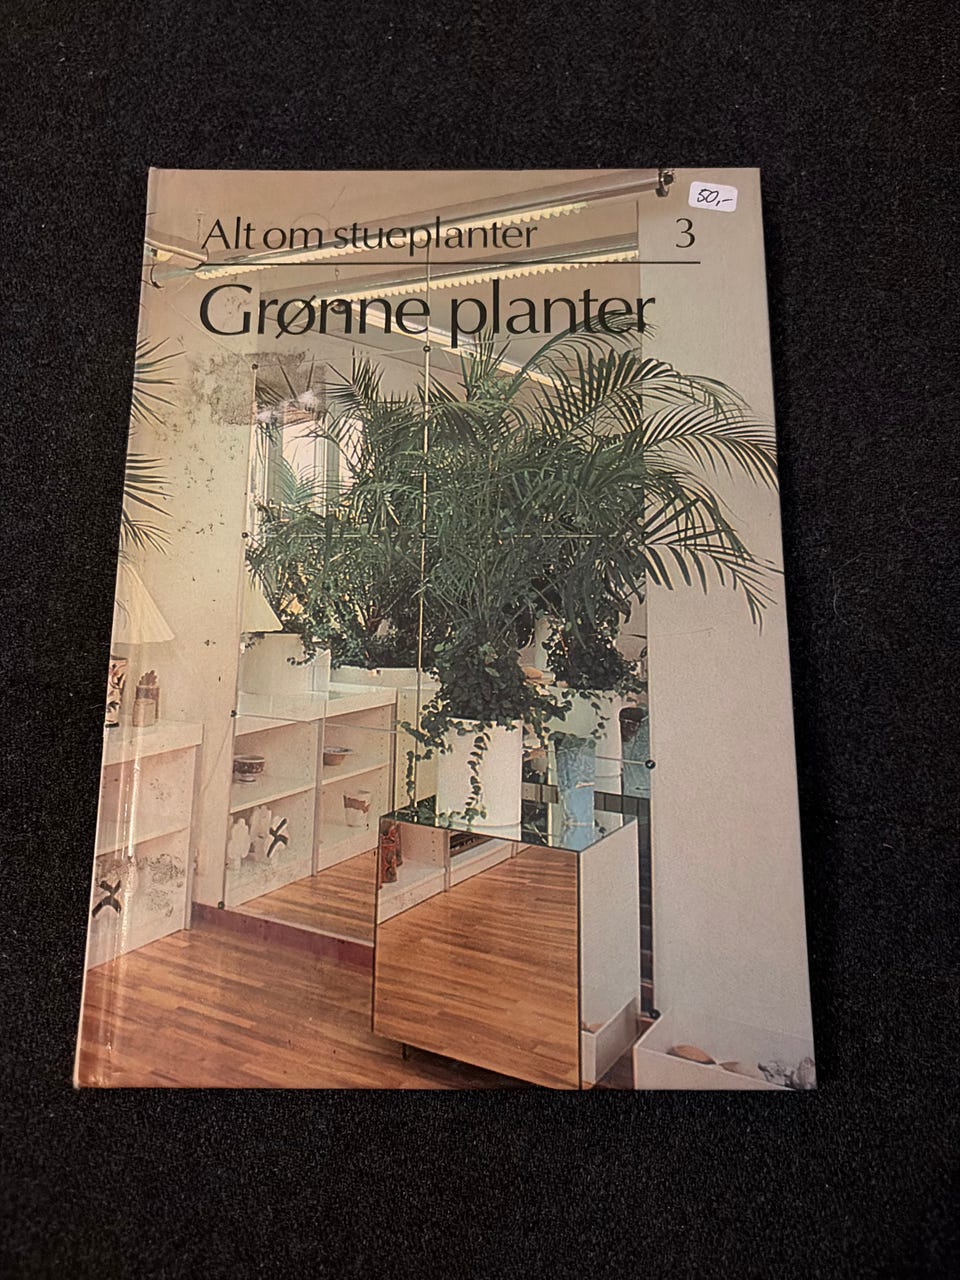 50,-
Alt om stueplanter 3
Grønne planter